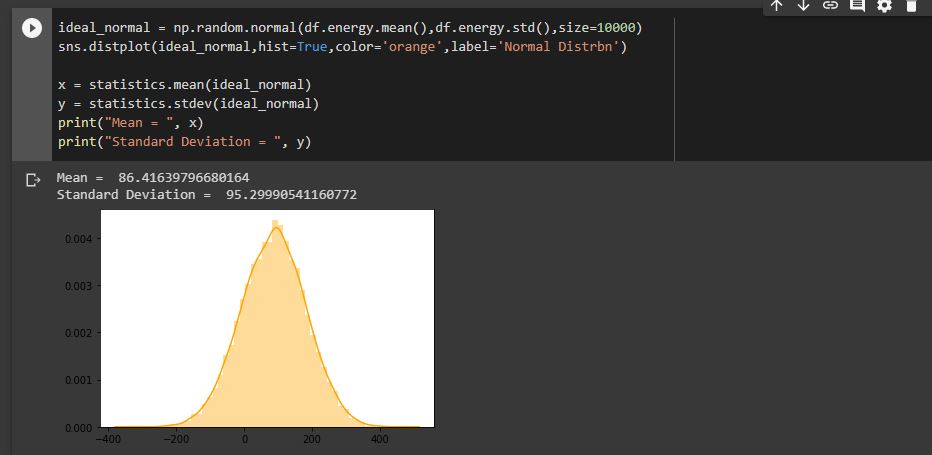 ideal_normal = np.random.normal(df.energy.mean(),df.energy.std(),size=10000)
sns.distplot(ideal_normal,hist=True,color='orange',label='Normal Distrbn')
x = statistics.mean(ideal_normal)
y = statistics.stdev(ideal_normal)
print("Mean = ", x)
print("Standard Deviation = ", y)
Mean =  86.41639796680164
Standard Deviation =  95.29990541160772
0.004
0.003
0.002
0.001
0.000
−400 −200 0 200 400